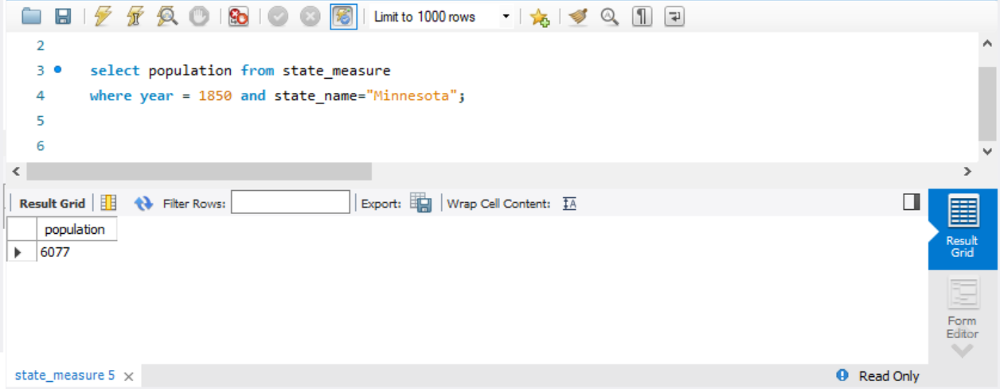 Limit to 1000 rows
2
3 select population from state_measure
4 where year = 1850 and state_name="Minnesota";
5
6
Result Grid Filter Rows: Export: Wrap Cell Content: IA
population
6077
Result
Grid
Form
Editor
state_measure 5 × Read Only